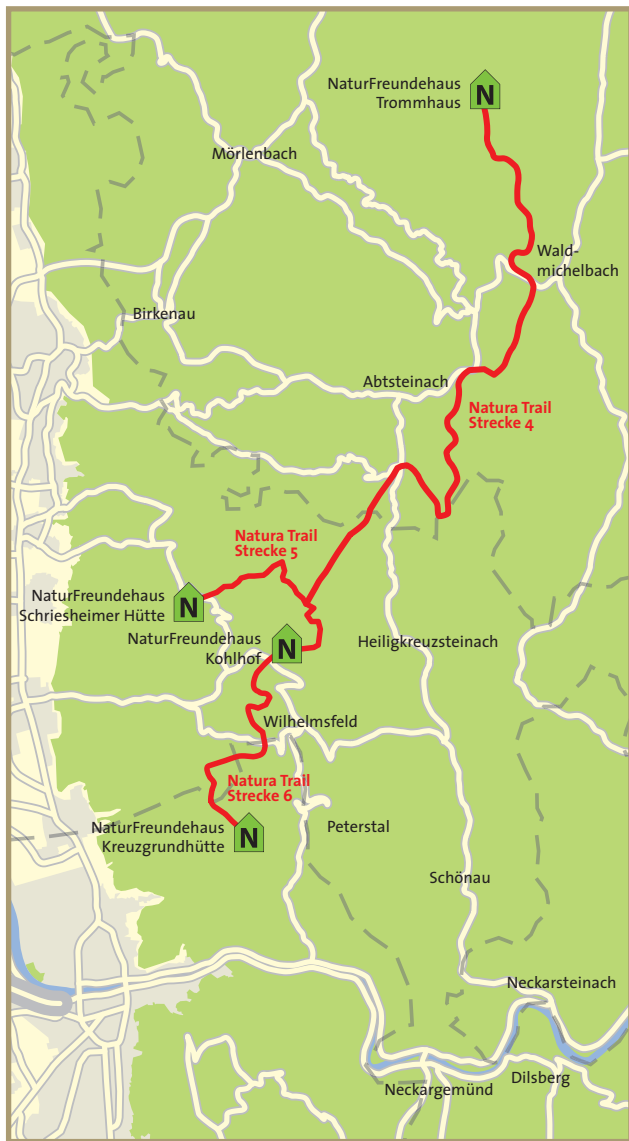 NaturFreundehaus
Trommhaus
N
Mörlenbach
Wald-
michelbach
Birkenau
Abtsteinach
Natura Trail
Strecke 4
Natura Trail
Strecke 5
NaturFreundehaus
Schriesheimer Hütte
N
NaturFreundehaus
Kohlhof
N
Heiligkreuzsteinach
Wilhelmsfeld
Natura Trail
Strecke 6
NaturFreundehaus
Kreuzgrundhütte
N
Peterstal
Schönau
Neckarsteinach
Dilsberg
Neckargemünd